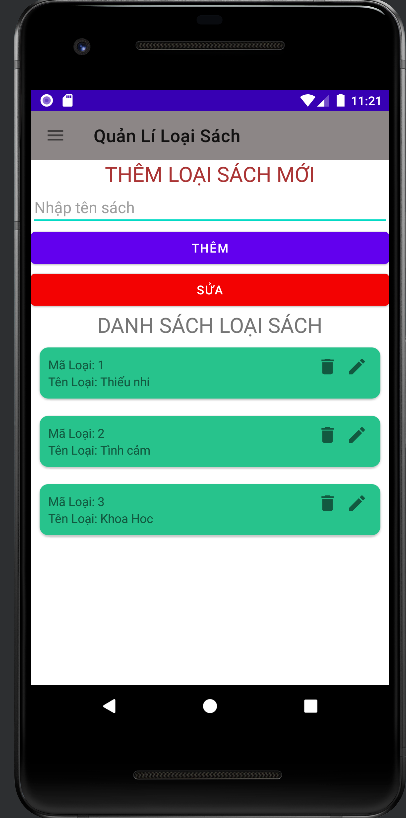 11:21
Quản Lí Loại Sách
THÊM LOẠI SÁCH MỚI
Nhập tên sách
THÊM
SỬA
DANH SÁCH LOẠI SÁCH
Mã Loại: 1
Tên Loại: Thiếu nhi
Mã Loại: 2
Tên Loại: Tình cảm
Mã Loại: 3
Tên Loại: Khoa Hoc